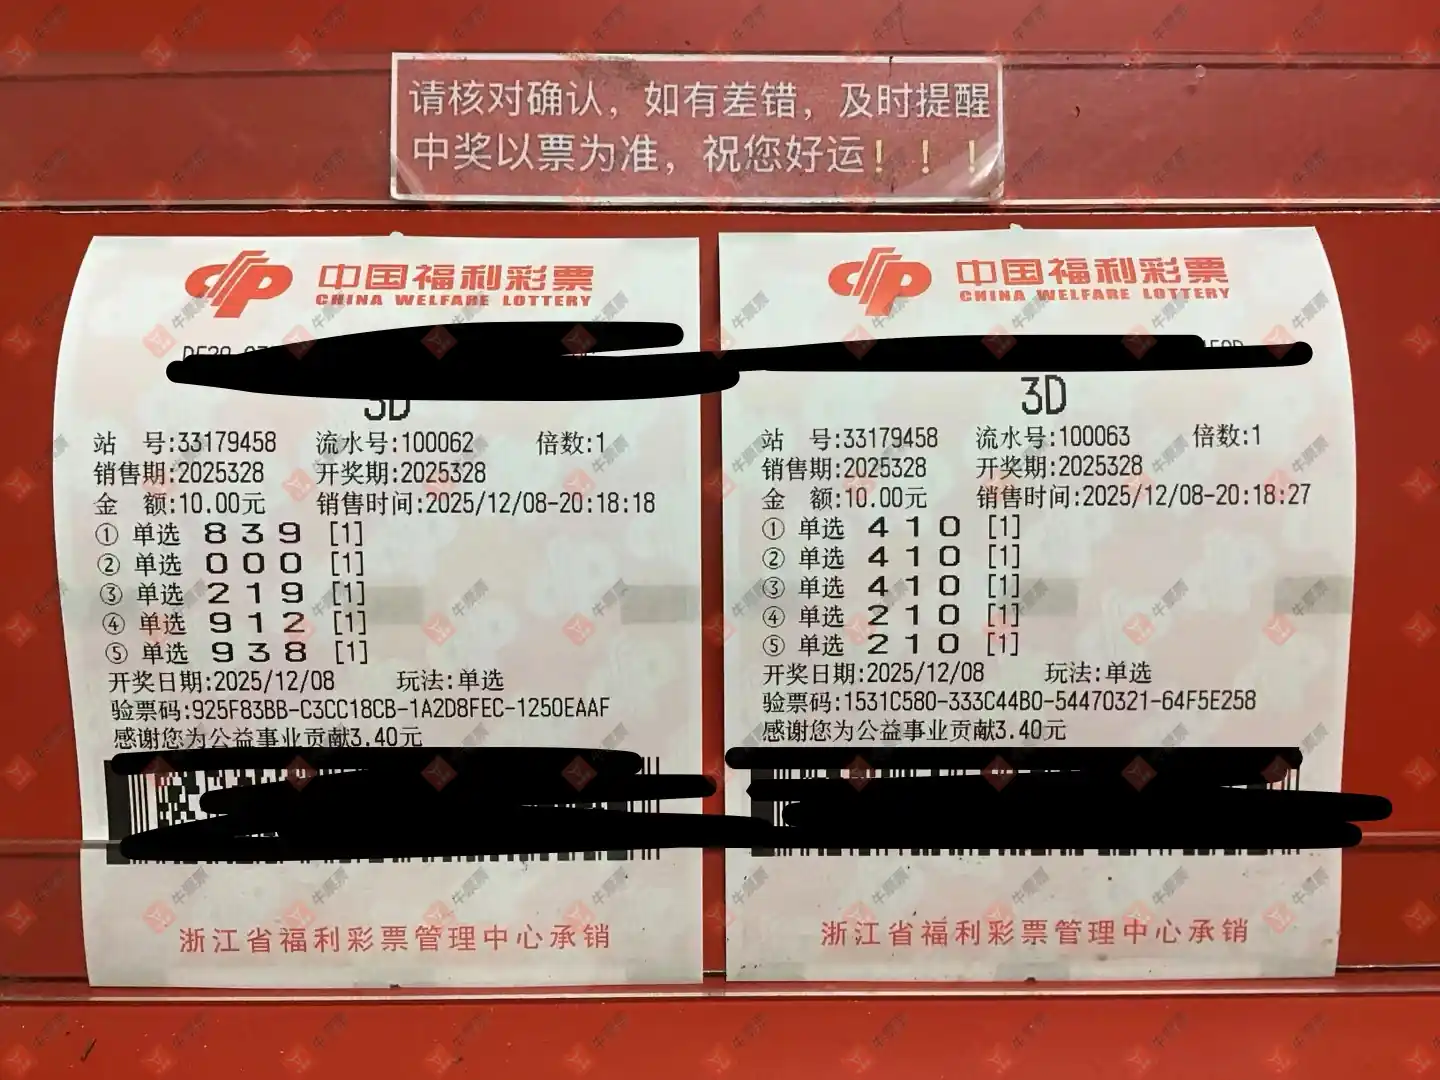 请核对确认，如有差错，及时提醒
中奖以票为准，祝您好运！！！
中国福利彩票
CHINA WELFARE LOTTERY
3D
站 号:33179458 流水号:100062 倍数:1
销售期:2025328 开奖期:2025328
金 额:10.00元 销售时间:2025/12/08-20:18:18
① 单选 8 3 9 [1]
② 单选 0 0 0 [1]
③ 单选 2 1 9 [1]
④ 单选 9 1 2 [1]
⑤ 单选 9 3 8 [1]
开奖日期:2025/12/08 玩法:单选
验票码:925F83BB-C3CC18CB-1A2D8FEC-1250EAAF
感谢您为公益事业贡献3.40元
浙江省福利彩票管理中心承销
中国福利彩票
CHINA WELFARE LOTTERY
3D
站 号:33179458 流水号:100063 倍数:1
销售期:2025328 开奖期:2025328
金 额:10.00元 销售时间:2025/12/08-20:18:27
① 单选 4 1 0 [1]
② 单选 4 1 0 [1]
③ 单选 4 1 0 [1]
④ 单选 2 1 0 [1]
⑤ 单选 2 1 0 [1]
开奖日期:2025/12/08 玩法:单选
验票码:1531C580-333C44B0-54470321-64F5E258
感谢您为公益事业贡献3.40元
浙江省福利彩票管理中心承销